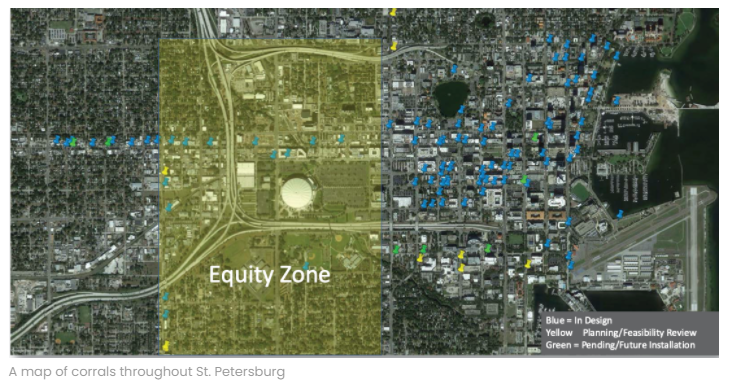 Equity Zone
Blue = In Design
Yellow Planning/Feasibility Review
Green = Pending/Future Installation
A map of corrals throughout St. Petersburg